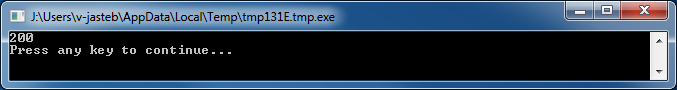 J:\Users\v-jasteb\AppData\Local\Temp\tmp131E.tmp.exe
200
Press any key to continue...